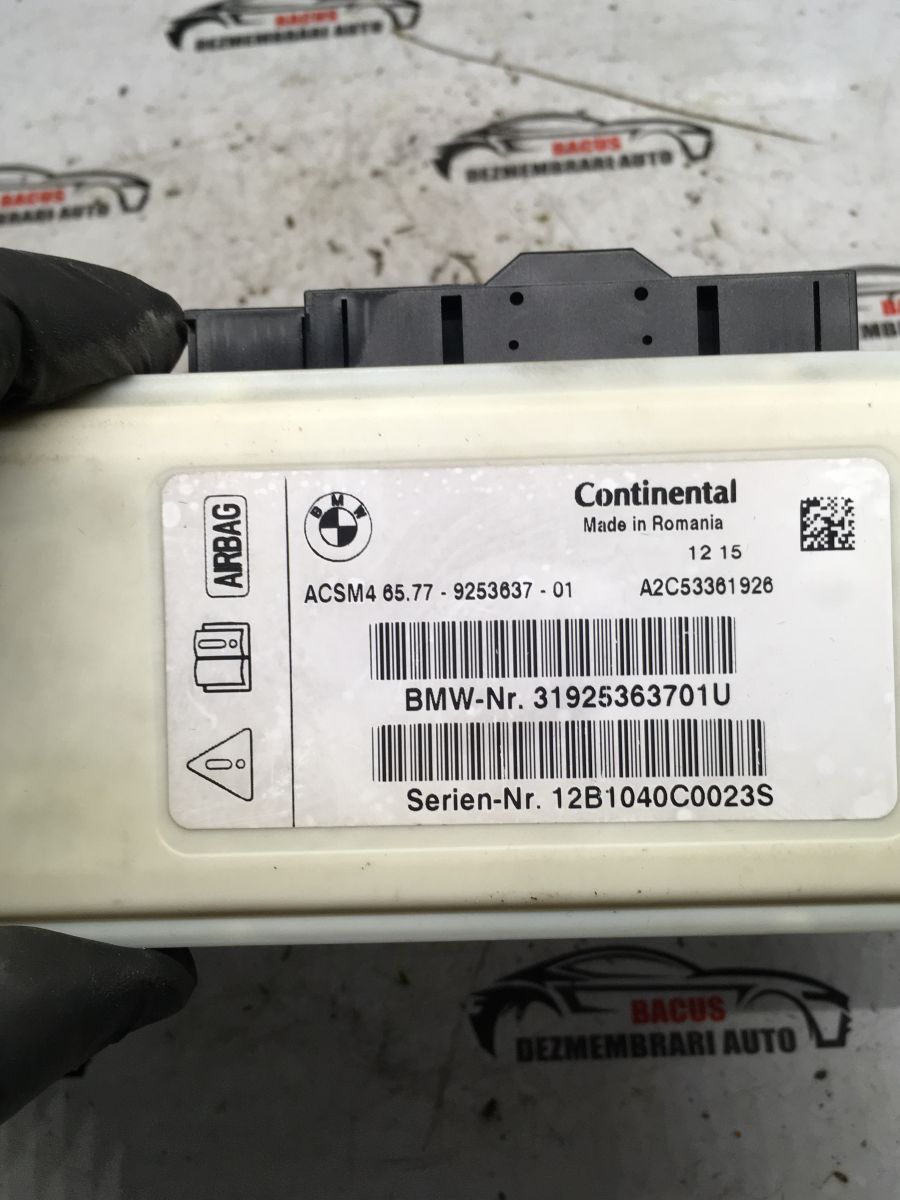 BACUS
DEZMEMBRARI AUTO
BACUS
DEZMEMBRARI AUTO
BACUS
AUTO
AIRBAG
BMW
Continental
Made in Romania
12 15
ACSM4 65.77 - 9253637 - 01
A2C53361926
BMW-Nr. 31925363701U
Serien-Nr. 12B1040C0023S
BACUS
DEZMEMBRARI AUTO